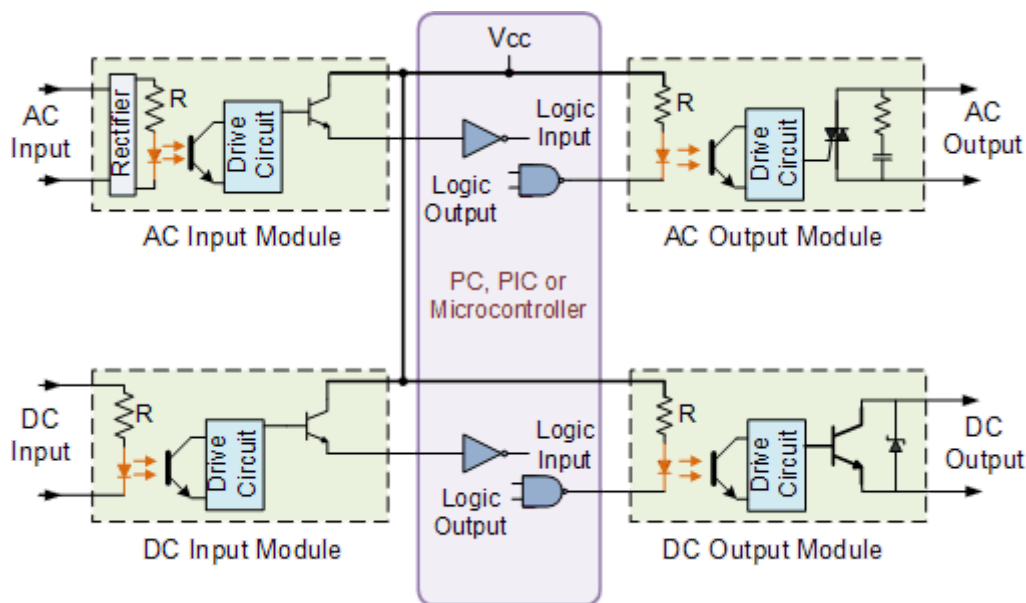 Vcc
AC
Input
Rectifier
R
Drive
Circuit
AC Input Module
Logic
Input
Logic
Output
R
Drive
Circuit
AC
Output
AC Output Module
PC, PIC or
Microcontroller
DC
Input
R
Drive
Circuit
DC Input Module
Logic
Input
Logic
Output
R
Drive
Circuit
DC
Output
DC Output Module